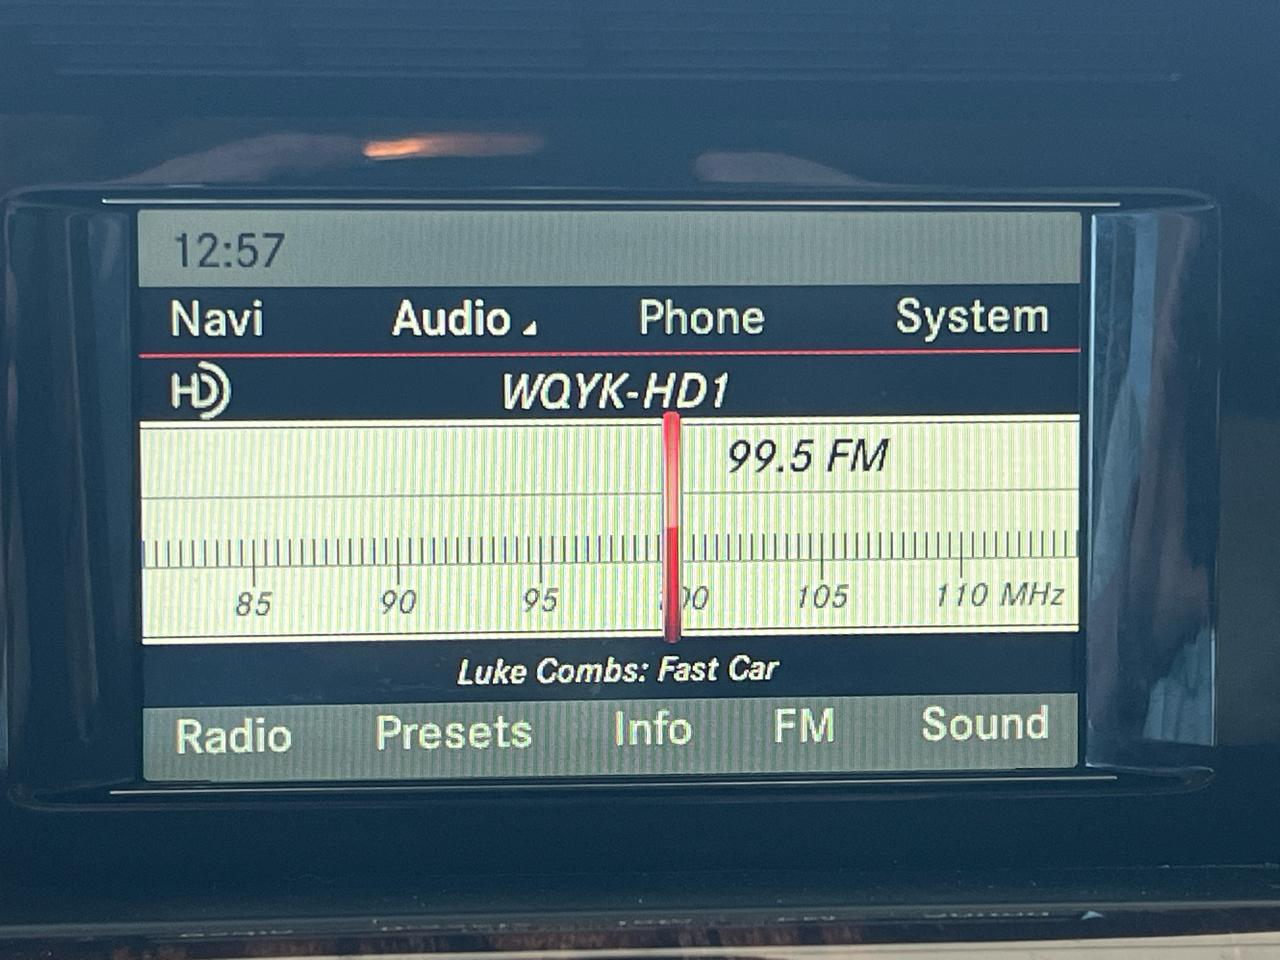 12:57
Navi Audio Phone System
HD WQYK-HD1
99.5 FM
85 90 95 00 105 110 MHz
Luke Combs: Fast Car
Radio Presets Info FM Sound